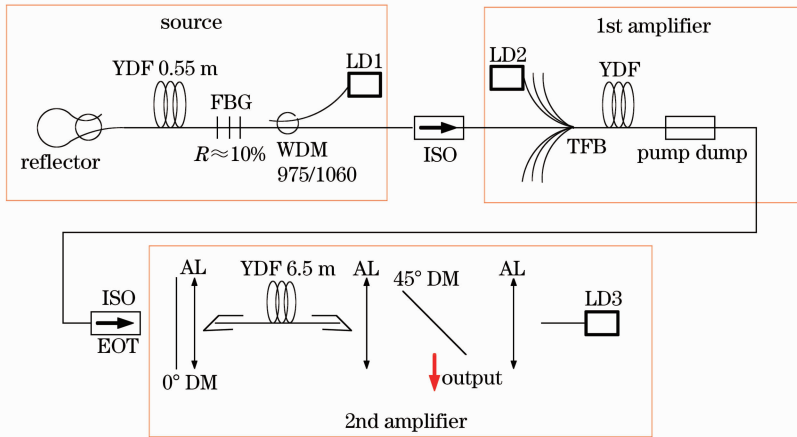 source
1st amplifier
LD1
LD2
YDF 0.55 m
YDF
FBG
R≈10%
WDM
975/1060
reflector
ISO
TFB
pump dump
AL
YDF 6.5 m
AL
45° DM
AL
LD3
ISO
EOT
0° DM
output
2nd amplifier